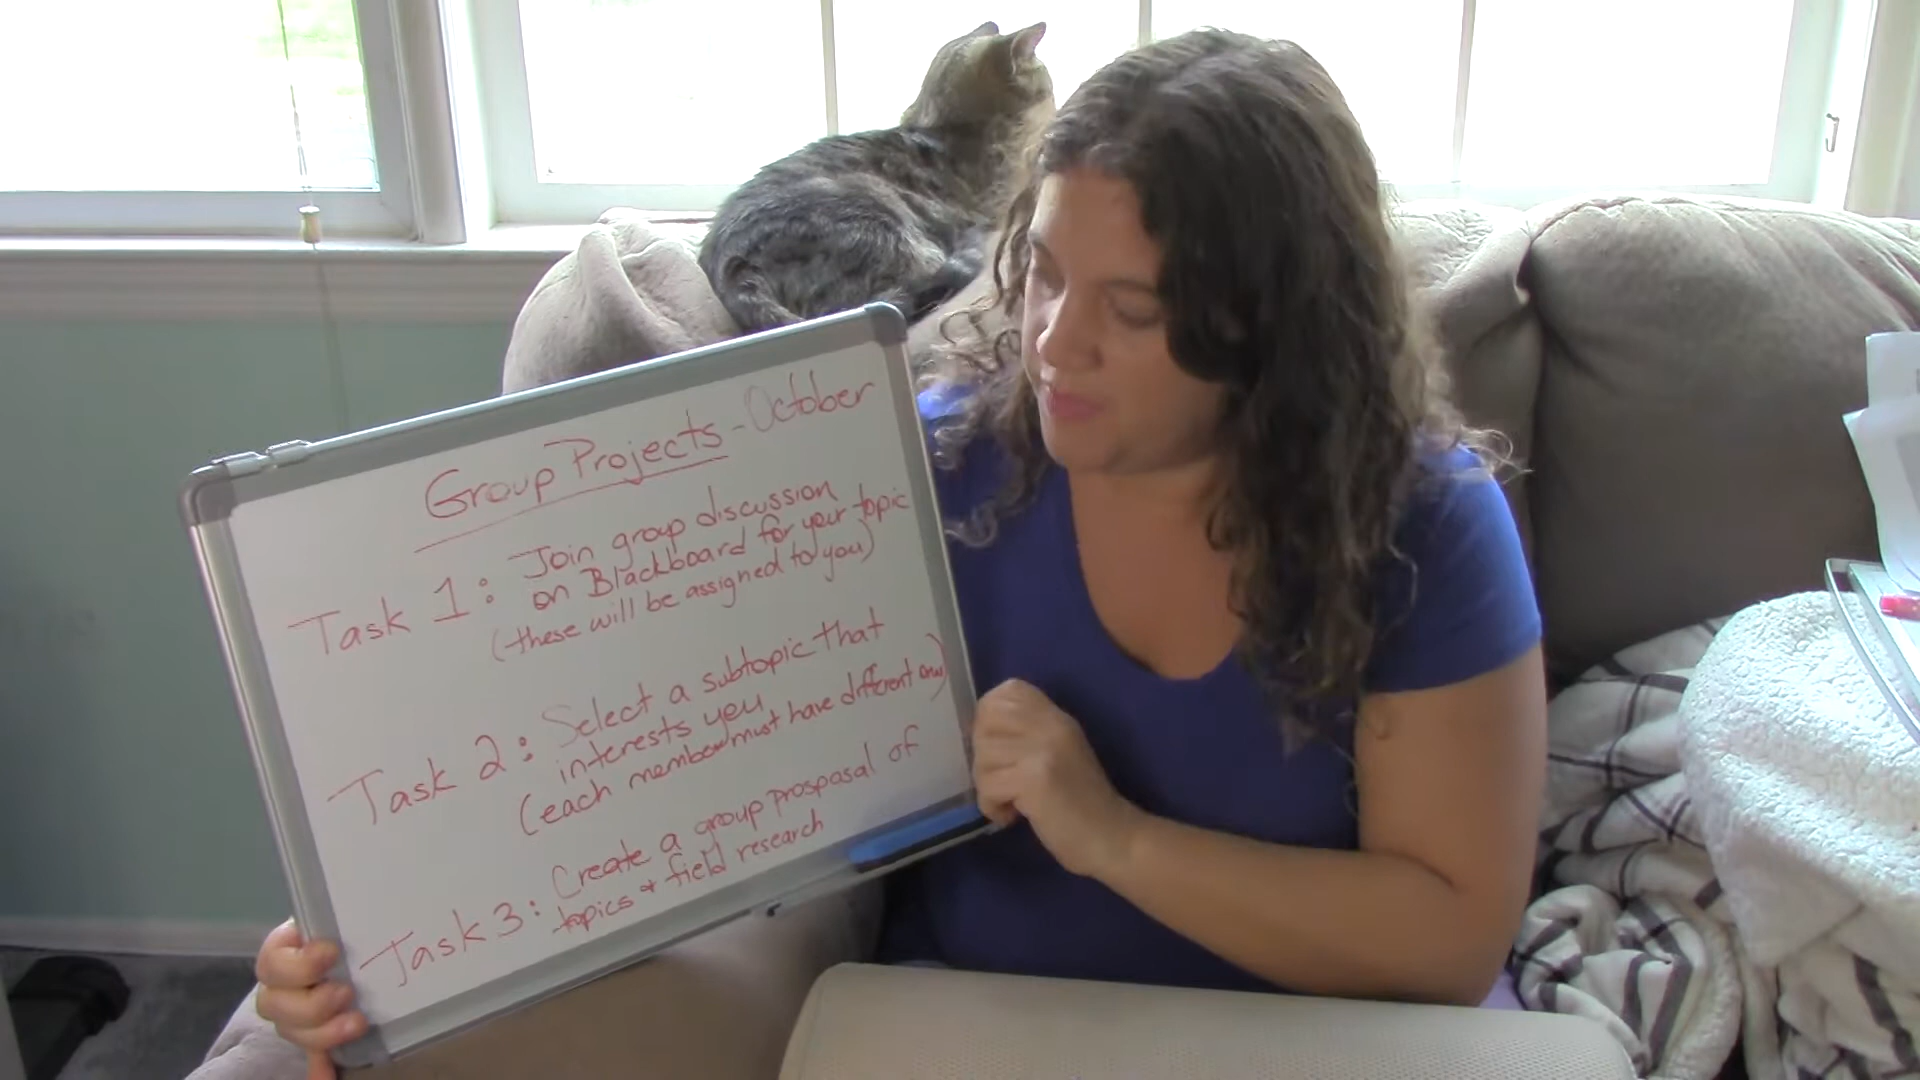 Group Projects - October
Task 1: Join group discussion
on Blackboard for your topic
(these will be assigned to you)
Task 2: Select a subtopic that
interests you
(each member must have different one)
Task 3: Create a group prospasal of
topics & field research